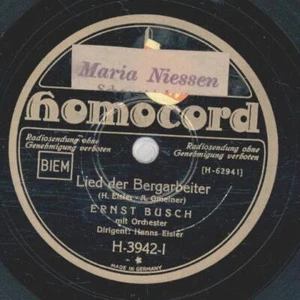 Maria Niessen
Homocord
Radiosendung ohne
Genehmigung verboten
Radiosendung ohne
Genehmigung verboten
BIEM
[H-62941]
Lied der Bergarbeiter
(H. Eisler - A. Gmeiner)
ERNST BUSCH
mit Orchester
Dirigent: Hanns Eisler
H-3942-I
MADE IN GERMANY